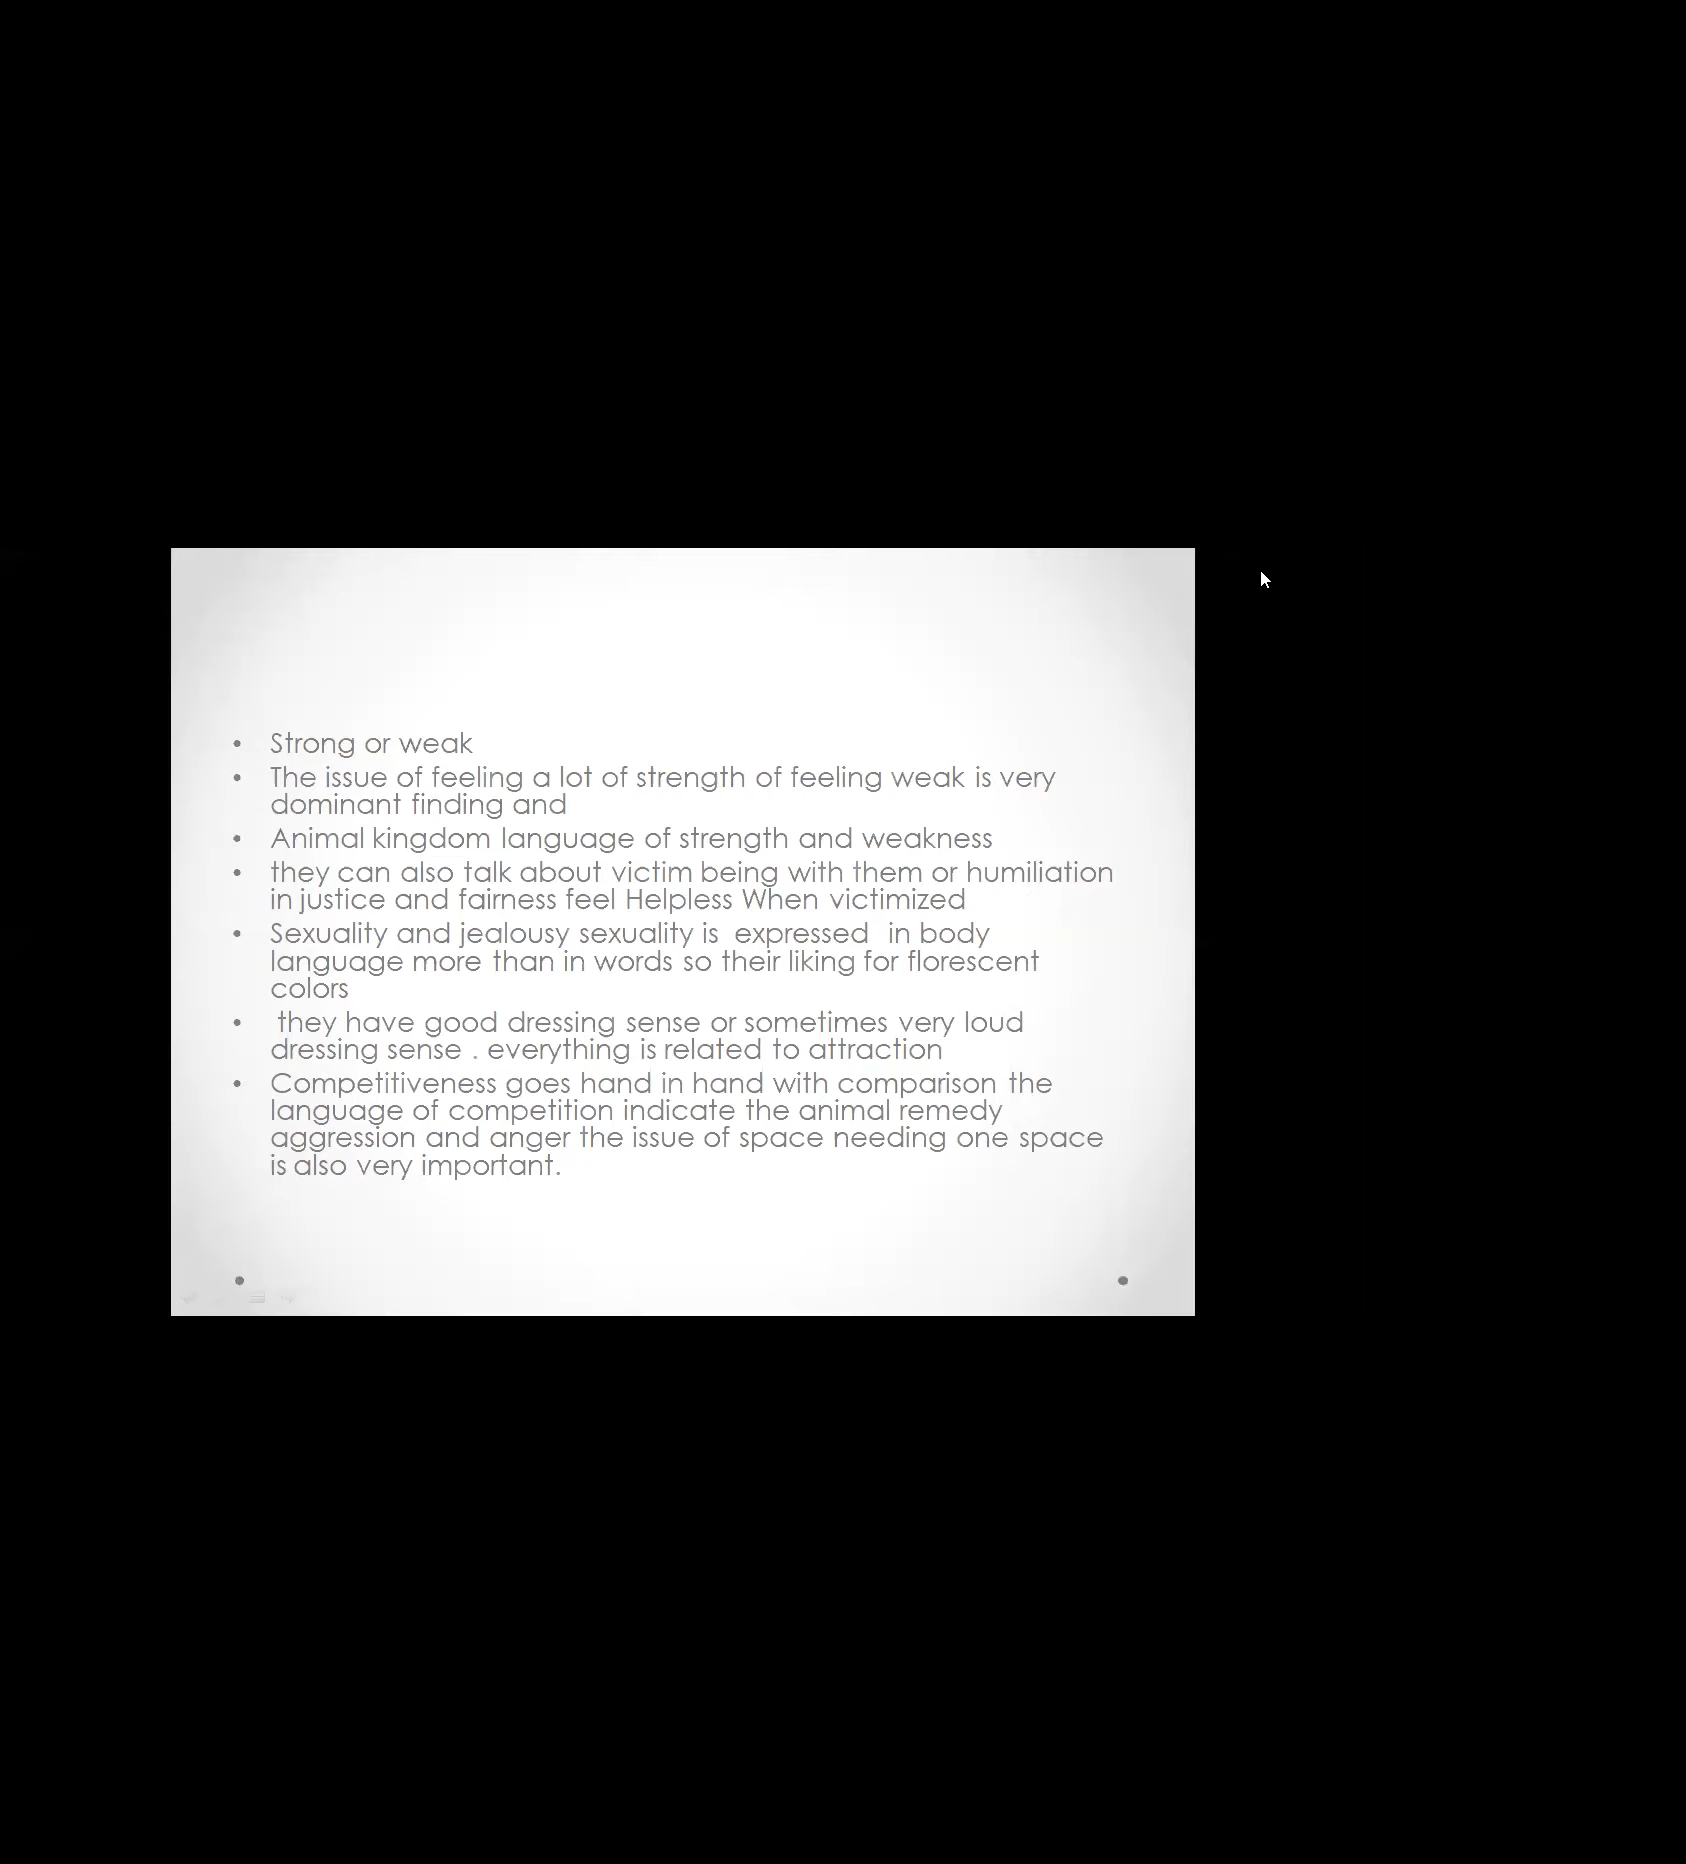 • Strong or weak
• The issue of feeling a lot of strength of feeling weak is very
dominant finding and
• Animal kingdom language of strength and weakness
• they can also talk about victim being with them or humiliation
in justice and fairness feel Helpless When victimized
• Sexuality and jealousy sexuality is expressed in body
language more than in words so their liking for florescent
colors
• they have good dressing sense or sometimes very loud
dressing sense . everything is related to attraction
• Competitiveness goes hand in hand with comparison the
language of competition indicate the animal remedy
aggression and anger the issue of space needing one space
is also very important.